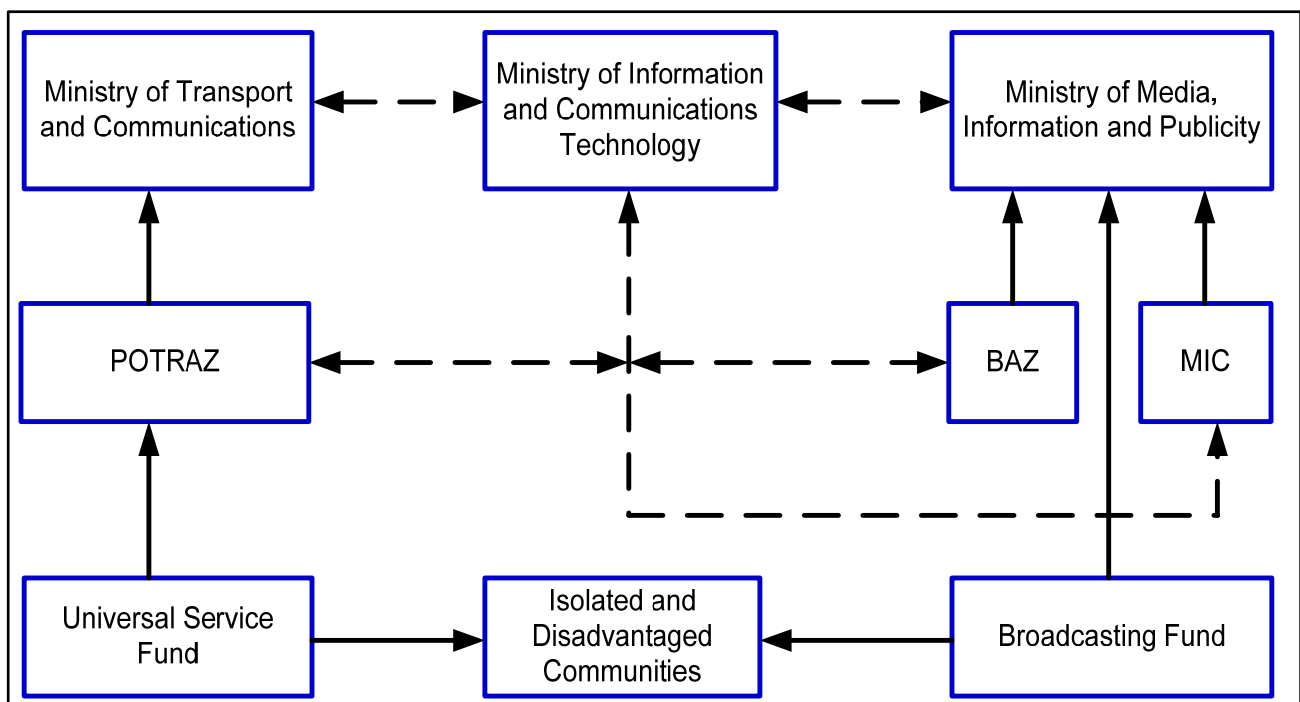 Ministry of Transport
and Communications
Ministry of Information
and Communications
Technology
Ministry of Media,
Information and Publicity
POTRAZ
BAZ
MIC
Universal Service
Fund
Isolated and
Disadvantaged
Communities
Broadcasting Fund